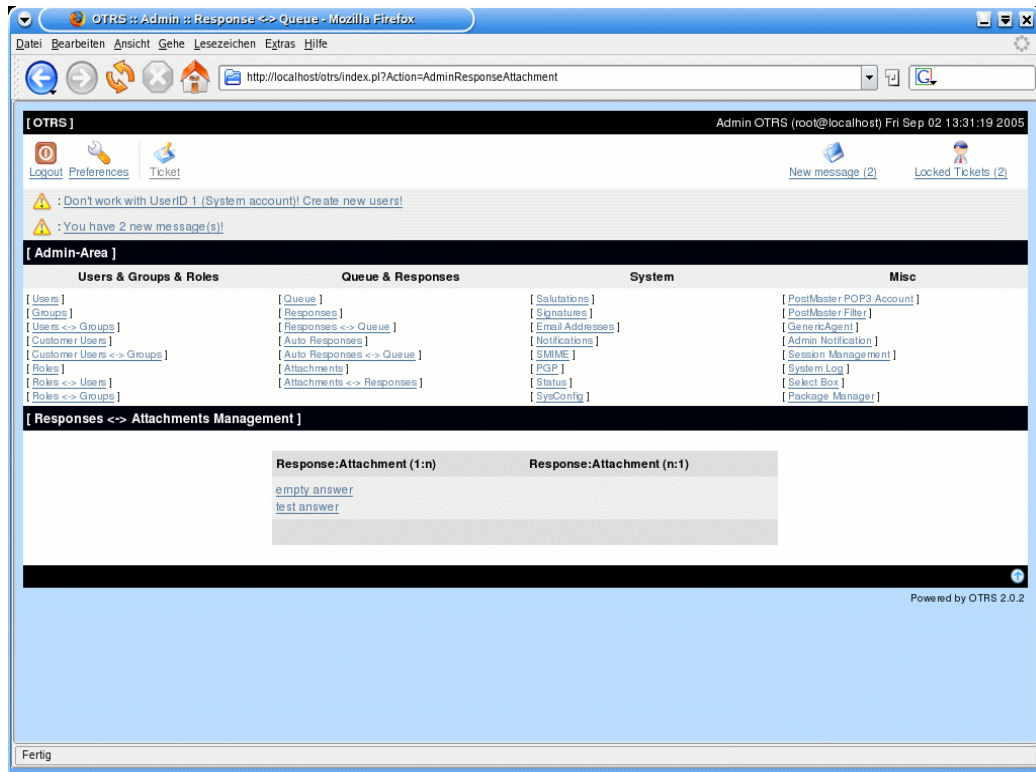 OTRS :: Admin :: Response <-> Queue - Mozilla Firefox
Datei Bearbeiten Ansicht Gehe Lesezeichen Extras Hilfe
http://localhost/otrs/index.pl?Action=AdminResponseAttachment
G
[ OTRS ] Admin OTRS (root@localhost) Fri Sep 02 13:31:19 2005
Logout Preferences Ticket New message (2) Locked Tickets (2)
: Don't work with UserID 1 (System account)! Create new users!
: You have 2 new message(s)!
[ Admin-Area ]
Users & Groups & Roles Queue & Responses System Misc
[ Users ] [ Queue ] [ Salutations ] [ PostMaster POP3 Account ]
[ Groups ] [ Responses ] [ Signatures ] [ PostMaster Filter ]
[ Users <-> Groups ] [ Responses <-> Queue ] [ Email Addresses ] [ GenericAgent ]
[ Customer Users ] [ Auto Responses ] [ Notifications ] [ Admin Notification ]
[ Customer Users <-> Groups ] [ Auto Responses <-> Queue ] [ SMIME ] [ Session Management ]
[ Roles ] [ Attachments ] [ PGP ] [ System Log ]
[ Roles <-> Users ] [ Attachments <-> Responses ] [ Status ] [ Select Box ]
[ Roles <-> Groups ] [ SysConfig ] [ Package Manager ]
[ Responses <-> Attachments Management ]
Response:Attachment (1:n) Response:Attachment (n:1)
empty answer
test answer
Powered by OTRS 2.0.2
Fertig